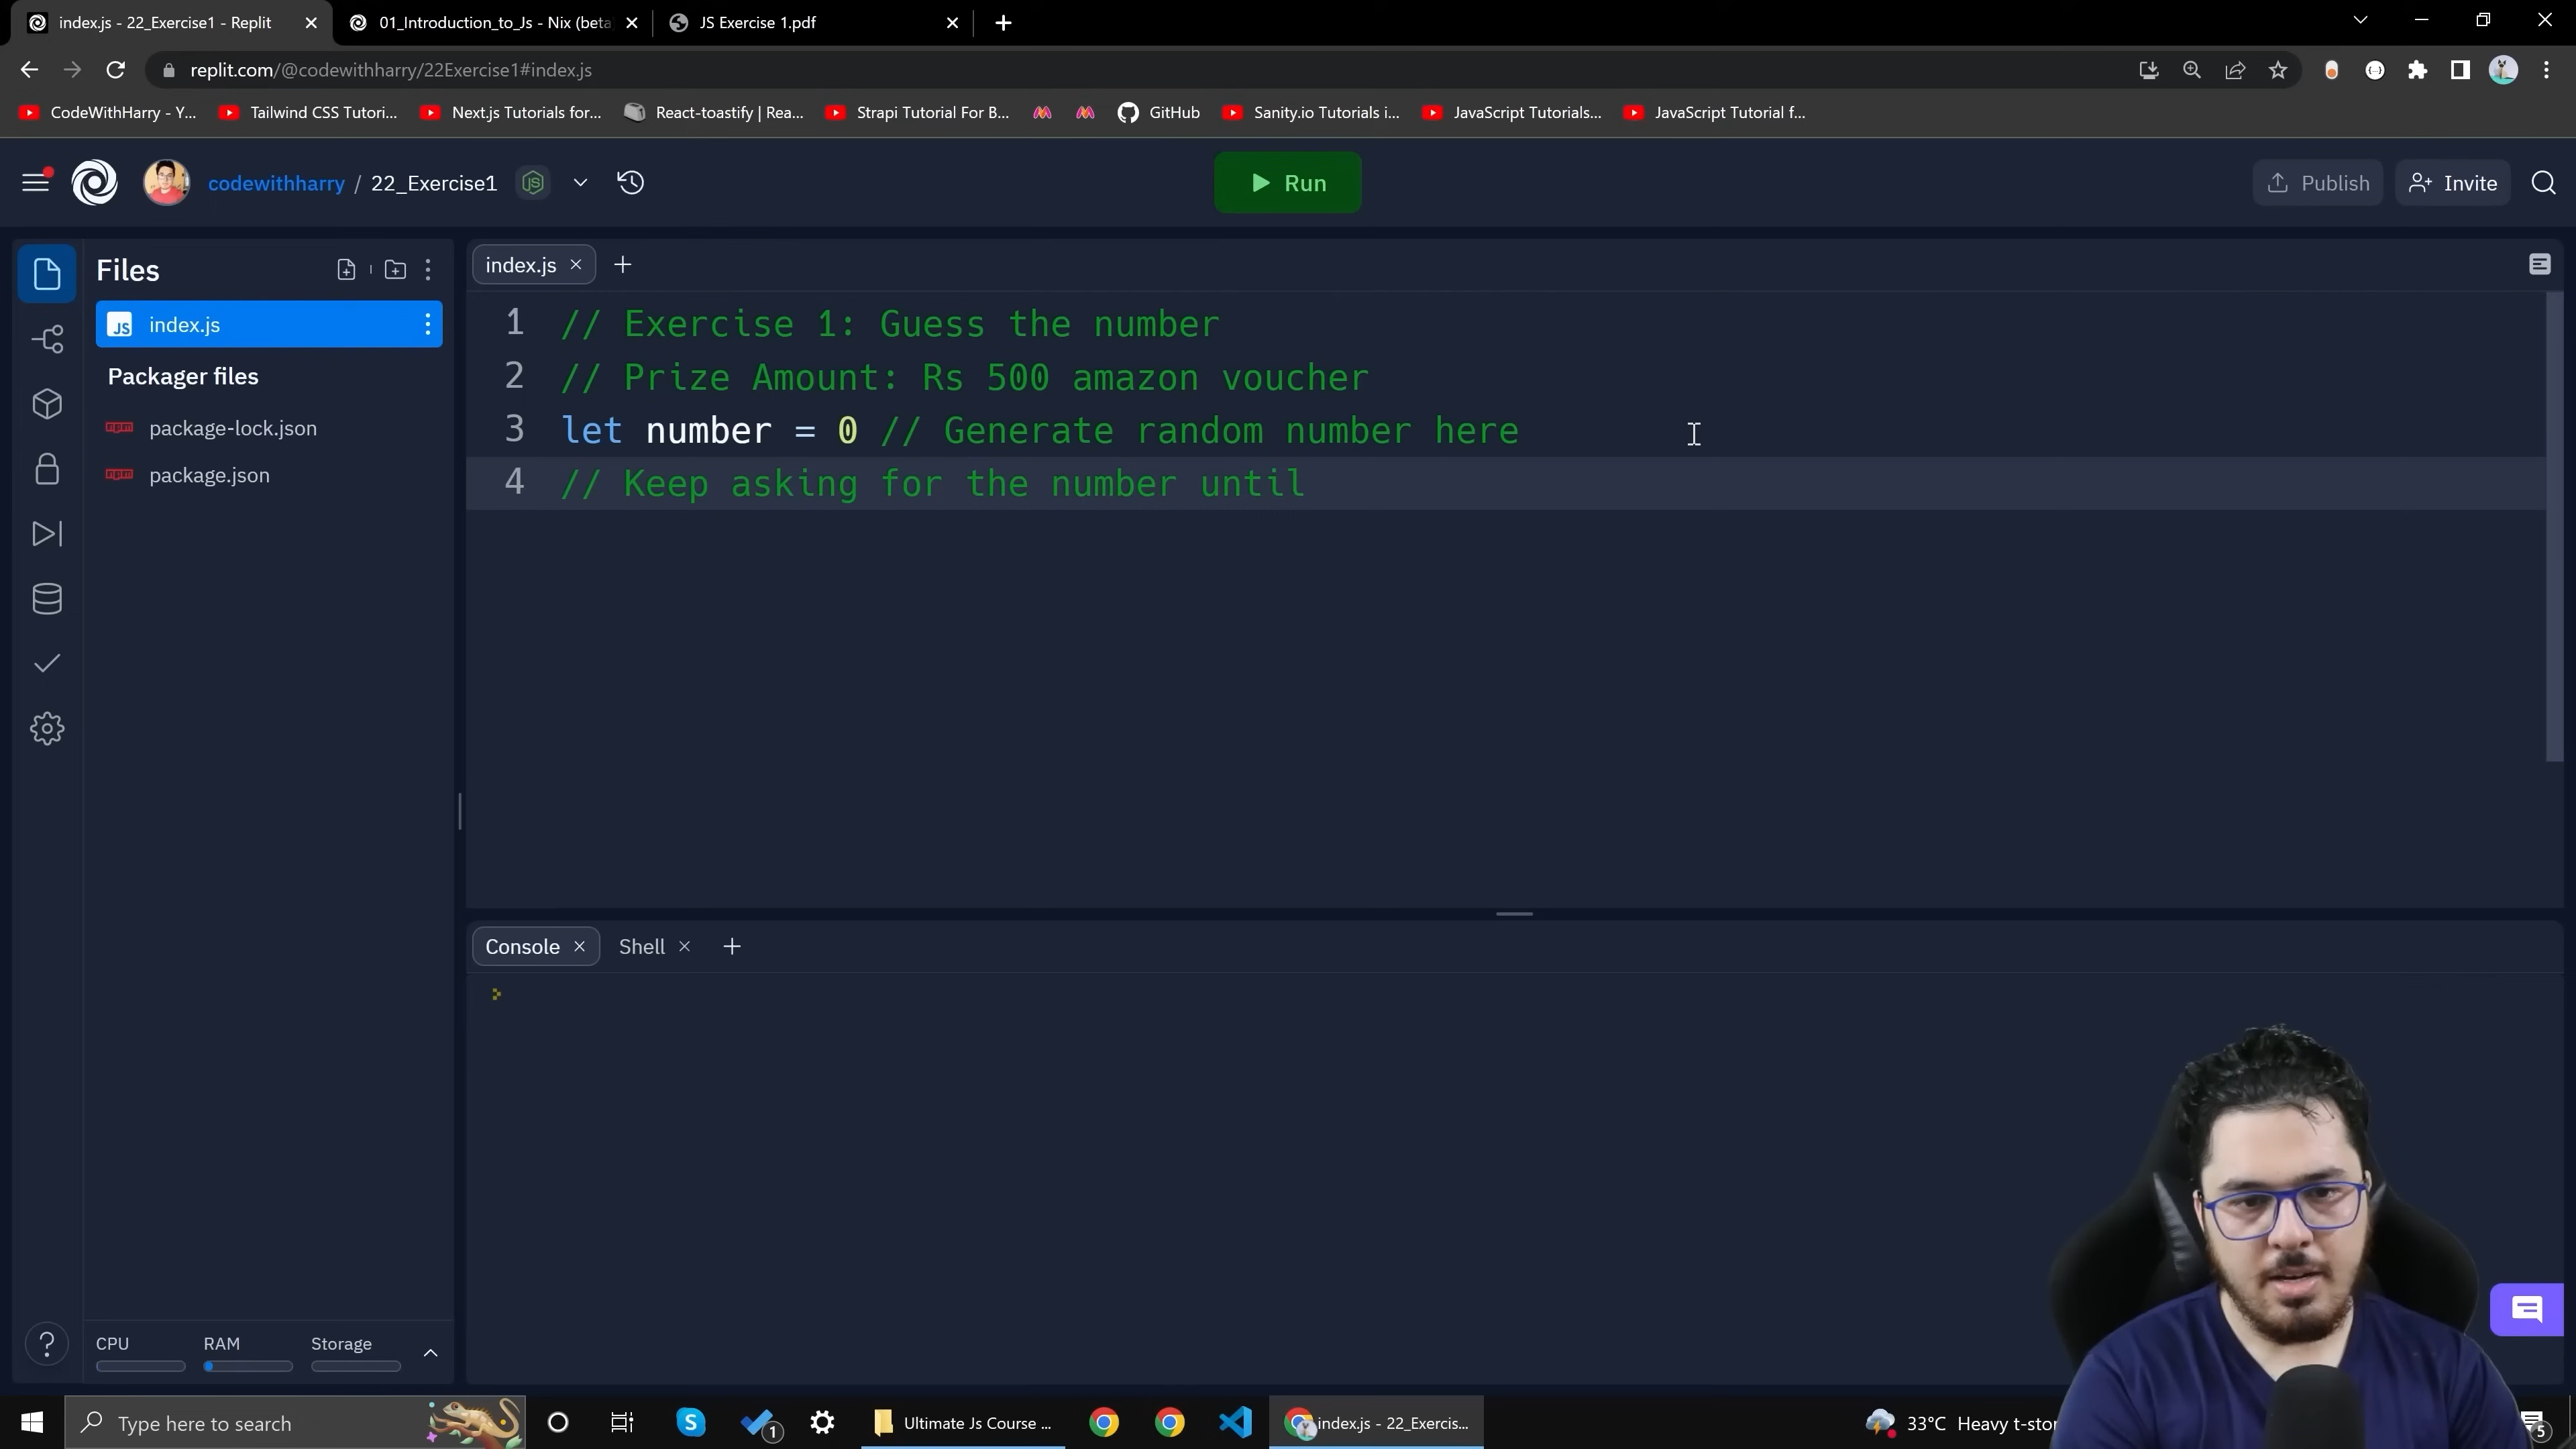 index.js - 22_Exercise1 - Replit
01_Introduction_to_Js - Nix (beta
JS Exercise 1.pdf
replit.com/@codewithharry/22Exercise1#index.js
CodeWithHarry - Y...
Tailwind CSS Tutori...
Next.js Tutorials for...
React-toastify | Rea...
Strapi Tutorial For B...
GitHub
Sanity.io Tutorials i...
JavaScript Tutorials...
JavaScript Tutorial f...
codewithharry / 22_Exercise1
Run
Publish
Invite
Files
index.js
Packager files
package-lock.json
package.json
index.js
1 // Exercise 1: Guess the number
2 // Prize Amount: Rs 500 amazon voucher
3 let number = 0 // Generate random number here
4 // Keep asking for the number until
Console
Shell
>
CPU
RAM
Storage
?
Type here to search
1
Ultimate Js Course ...
index.js - 22_Exercis...
33°C Heavy t-stor
5